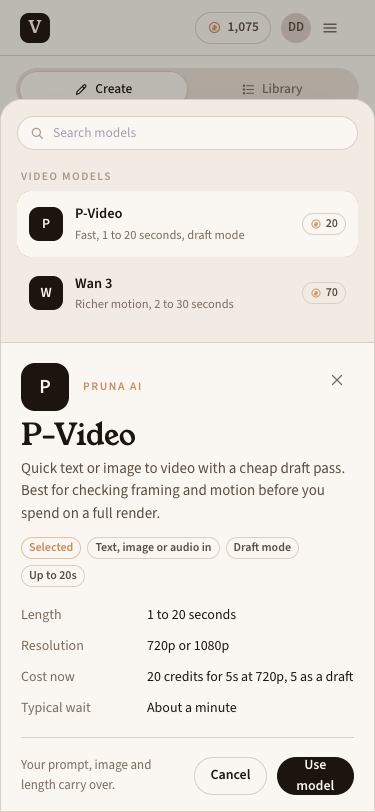 V
1,075
DD
Create
Library
Search models
VIDEO MODELS
P
P-Video
Fast, 1 to 20 seconds, draft mode
20
W
Wan 3
Richer motion, 2 to 30 seconds
70
P
PRUNA AI
P-Video
Quick text or image to video with a cheap draft pass.
Best for checking framing and motion before you
spend on a full render.
Selected
Text, image or audio in
Draft mode
Up to 20s
Length
1 to 20 seconds
Resolution
720p or 1080p
Cost now
20 credits for 5s at 720p, 5 as a draft
Typical wait
About a minute
Your prompt, image and
length carry over.
Cancel
Use
model